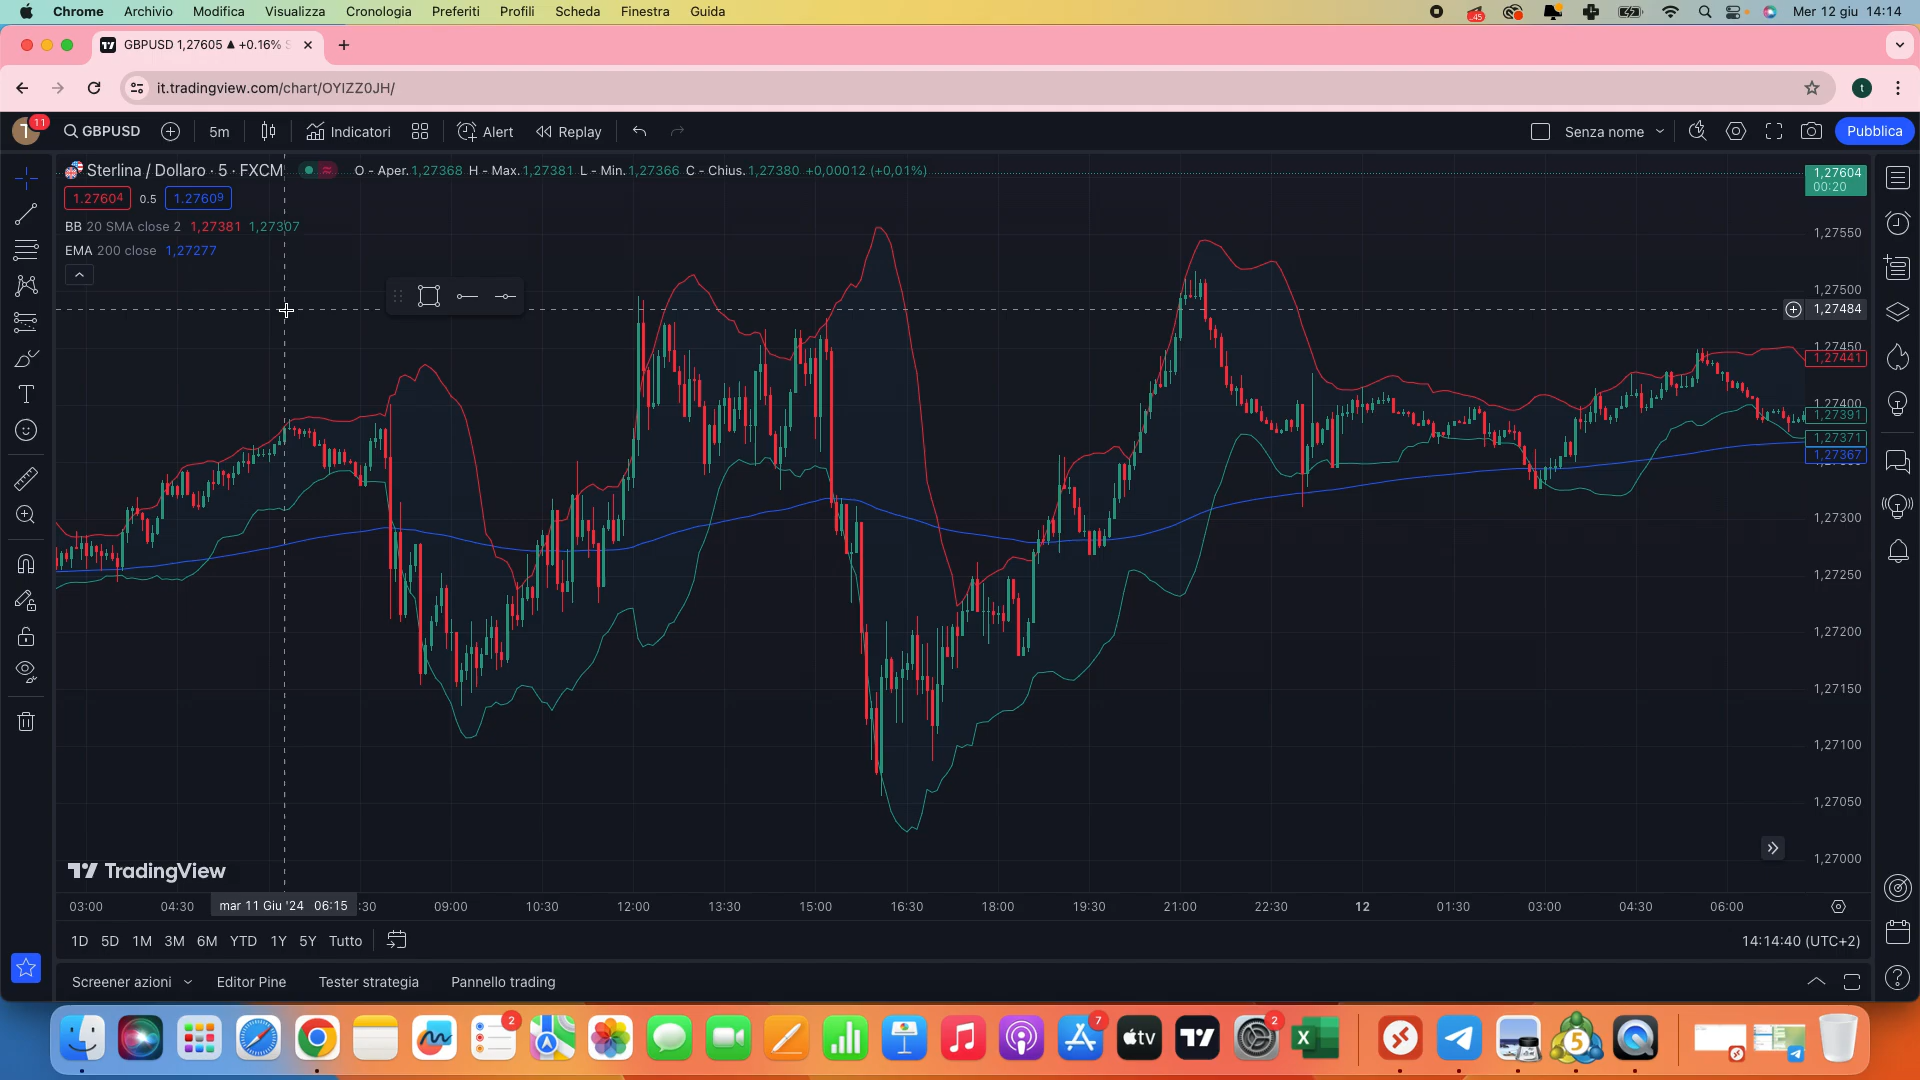 Chrome Archivio Modifica Visualizza Cronologia Preferiti Profili Scheda Finestra Guida Mer 12 giu 14:14
GBPUSD 1,27605 ▲ +0.16%
it.tradingview.com/chart/OYIZZ0JH/ t
T 11 GBPUSD 5m Indicatori Alert Replay Senza nome Pubblica
Sterlina / Dollaro · 5 · FXCM O - Aper.1,27368 H - Max.1,27381 L - Min.1,27366 C - Chius.1,27380 +0,00012 (+0,01%)
1.27604 0.5 1.27609
BB 20 SMA close 2 1,27381 1,27307
EMA 200 close 1,27277
1,27604
00:20
1,27550
1,27500
1,27484
1,27450
1,27441
1,27400
1,27391
1,27371
1,27367
1,27300
1,27250
1,27200
1,27150
1,27100
1,27050
1,27000
TradingView
03:00 04:30 mar 11 Giu '24 06:15 :30 09:00 10:30 12:00 13:30 15:00 16:30 18:00 19:30 21:00 22:30 12 01:30 03:00 04:30 06:00
1D 5D 1M 3M 6M YTD 1Y 5Y Tutto 14:14:40 (UTC+2)
Screener azioni Editor Pine Tester strategia Pannello trading
2 7 tv 2 5